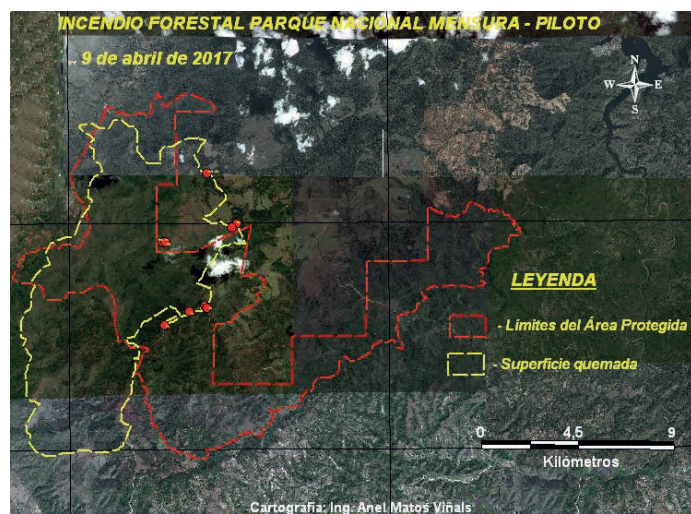 INCENDIO FORESTAL PARQUE NACIONAL MENSURA - PILOTO
9 de abril de 2017
N
W E
S
LEYENDA
- Límites del Área Protegida
- Superficie quemada
0 4,5 9
Kilómetros
Cartografía: Ing. Anel Matos Viñals